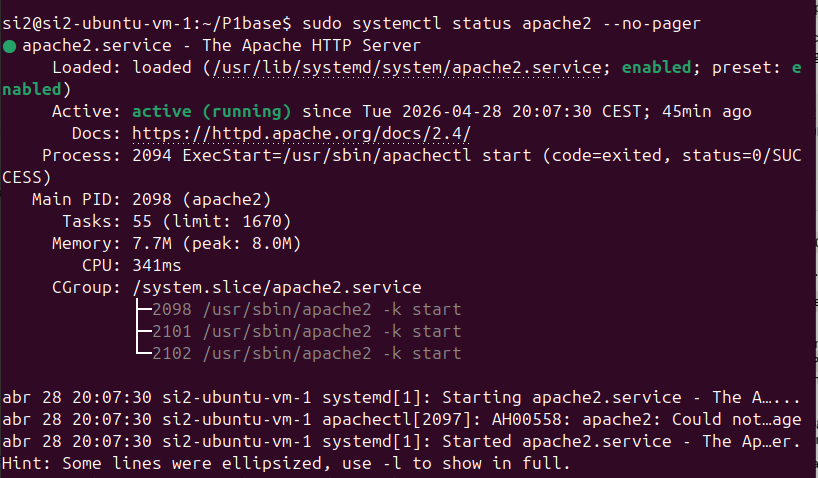 si2@si2-ubuntu-vm-1:~/P1base$ sudo systemctl status apache2 --no-pager
● apache2.service - The Apache HTTP Server
     Loaded: loaded (/usr/lib/systemd/system/apache2.service; enabled; preset: e
nabled)
     Active: active (running) since Tue 2026-04-28 20:07:30 CEST; 45min ago
       Docs: https://httpd.apache.org/docs/2.4/
    Process: 2094 ExecStart=/usr/sbin/apachectl start (code=exited, status=0/SUC
CESS)
   Main PID: 2098 (apache2)
      Tasks: 55 (limit: 1670)
     Memory: 7.7M (peak: 8.0M)
        CPU: 341ms
     CGroup: /system.slice/apache2.service
             ├─2098 /usr/sbin/apache2 -k start
             ├─2101 /usr/sbin/apache2 -k start
             └─2102 /usr/sbin/apache2 -k start

abr 28 20:07:30 si2-ubuntu-vm-1 systemd[1]: Starting apache2.service - The A…...
abr 28 20:07:30 si2-ubuntu-vm-1 apachectl[2097]: AH00558: apache2: Could not…age
abr 28 20:07:30 si2-ubuntu-vm-1 systemd[1]: Started apache2.service - The Ap…er.
Hint: Some lines were ellipsized, use -l to show in full.